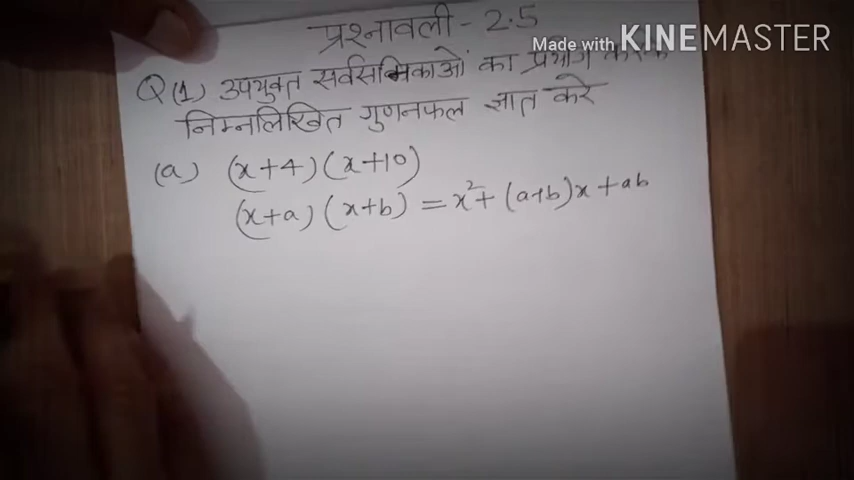 प्रश्नावली - 2.5
Made with KINEMASTER
Q(1) उपयुक्त सर्वसमिकाओं का प्रयोग करके
निम्नलिखित गुणनफल ज्ञात करे
(a) (x+4)(x+10)
(x+a) (x+b) = x²+ (a+b)x + ab